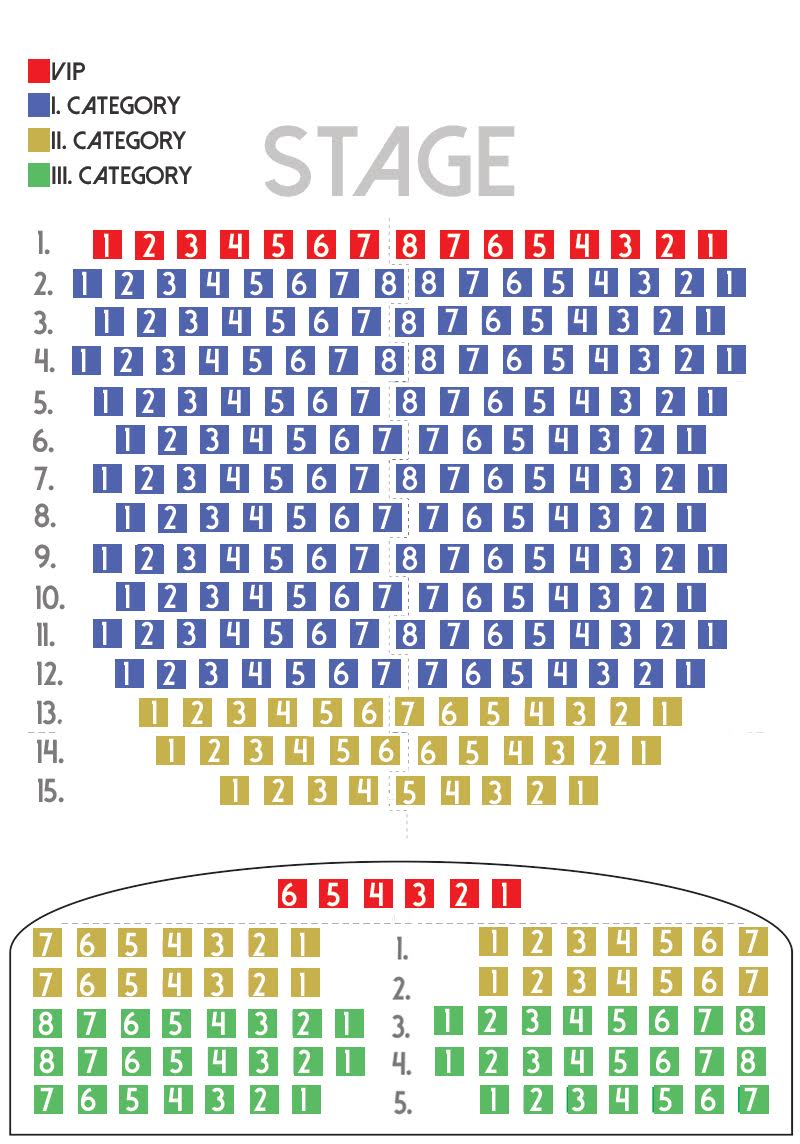 VIP
I. CATEGORY
II. CATEGORY
III. CATEGORY
STAGE
1. 1 2 3 4 5 6 7 8 7 6 5 4 3 2 1
2. 1 2 3 4 5 6 7 8 8 7 6 5 4 3 2 1
3. 1 2 3 4 5 6 7 8 7 6 5 4 3 2 1
4. 1 2 3 4 5 6 7 8 8 7 6 5 4 3 2 1
5. 1 2 3 4 5 6 7 8 7 6 5 4 3 2 1
6. 1 2 3 4 5 6 7 7 6 5 4 3 2 1
7. 1 2 3 4 5 6 7 8 7 6 5 4 3 2 1
8. 1 2 3 4 5 6 7 7 6 5 4 3 2 1
9. 1 2 3 4 5 6 7 8 7 6 5 4 3 2 1
10. 1 2 3 4 5 6 7 7 6 5 4 3 2 1
11. 1 2 3 4 5 6 7 8 7 6 5 4 3 2 1
12. 1 2 3 4 5 6 7 7 6 5 4 3 2 1
13. 1 2 3 4 5 6 7 6 5 4 3 2 1
14. 1 2 3 4 5 6 6 5 4 3 2 1
15. 1 2 3 4 5 4 3 2 1
6 5 4 3 2 1
7 6 5 4 3 2 1 1. 1 2 3 4 5 6 7
7 6 5 4 3 2 1 2. 1 2 3 4 5 6 7
8 7 6 5 4 3 2 1 3. 1 2 3 4 5 6 7 8
8 7 6 5 4 3 2 1 4. 1 2 3 4 5 6 7 8
7 6 5 4 3 2 1 5. 1 2 3 4 5 6 7